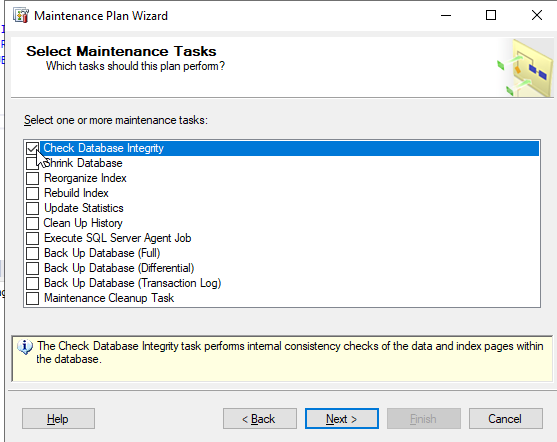 Maintenance Plan Wizard
Select Maintenance Tasks
Which tasks should this plan perform?
Select one or more maintenance tasks:
Check Database Integrity
Shrink Database
Reorganize Index
Rebuild Index
Update Statistics
Clean Up History
Execute SQL Server Agent Job
Back Up Database (Full)
Back Up Database (Differential)
Back Up Database (Transaction Log)
Maintenance Cleanup Task
The Check Database Integrity task performs internal consistency checks of the data and index pages within
the database.
Help
< Back
Next >
Finish
Cancel